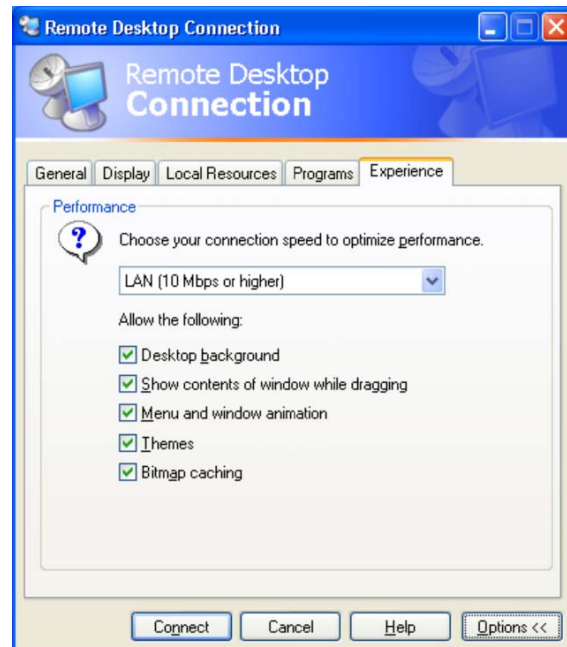 Remote Desktop Connection
Remote Desktop
Connection
General Display Local Resources Programs Experience
Performance
?
Choose your connection speed to optimize performance.
LAN (10 Mbps or higher)
Allow the following:
Desktop background
Show contents of window while dragging
Menu and window animation
Themes
Bitmap caching
Connect Cancel Help Options <<